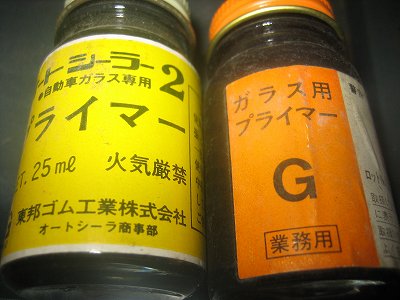 ートシーラー2
●自動車ガラス専用
プライマー
T. 25mℓ 火気厳禁
東邦ゴム工業株式会社
オートシーラ商事部
ガラス用
プライマー
G
業務用